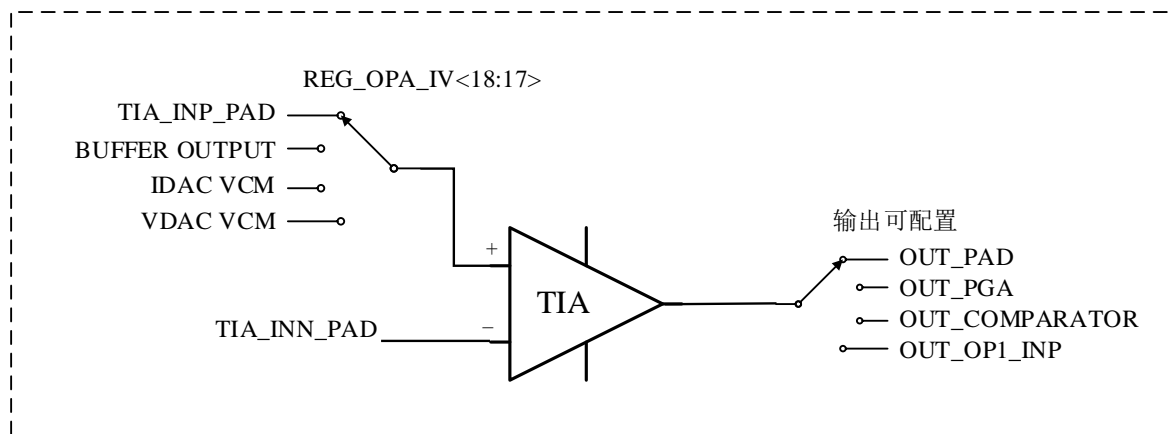 REG_OPA_IV<18:17>
TIA_INP_PAD
BUFFER OUTPUT
IDAC VCM
VDAC VCM
输出可配置
+
OUT_PAD
TIA
OUT_PGA
OUT_COMPARATOR
TIA_INN_PAD
−
OUT_OP1_INP